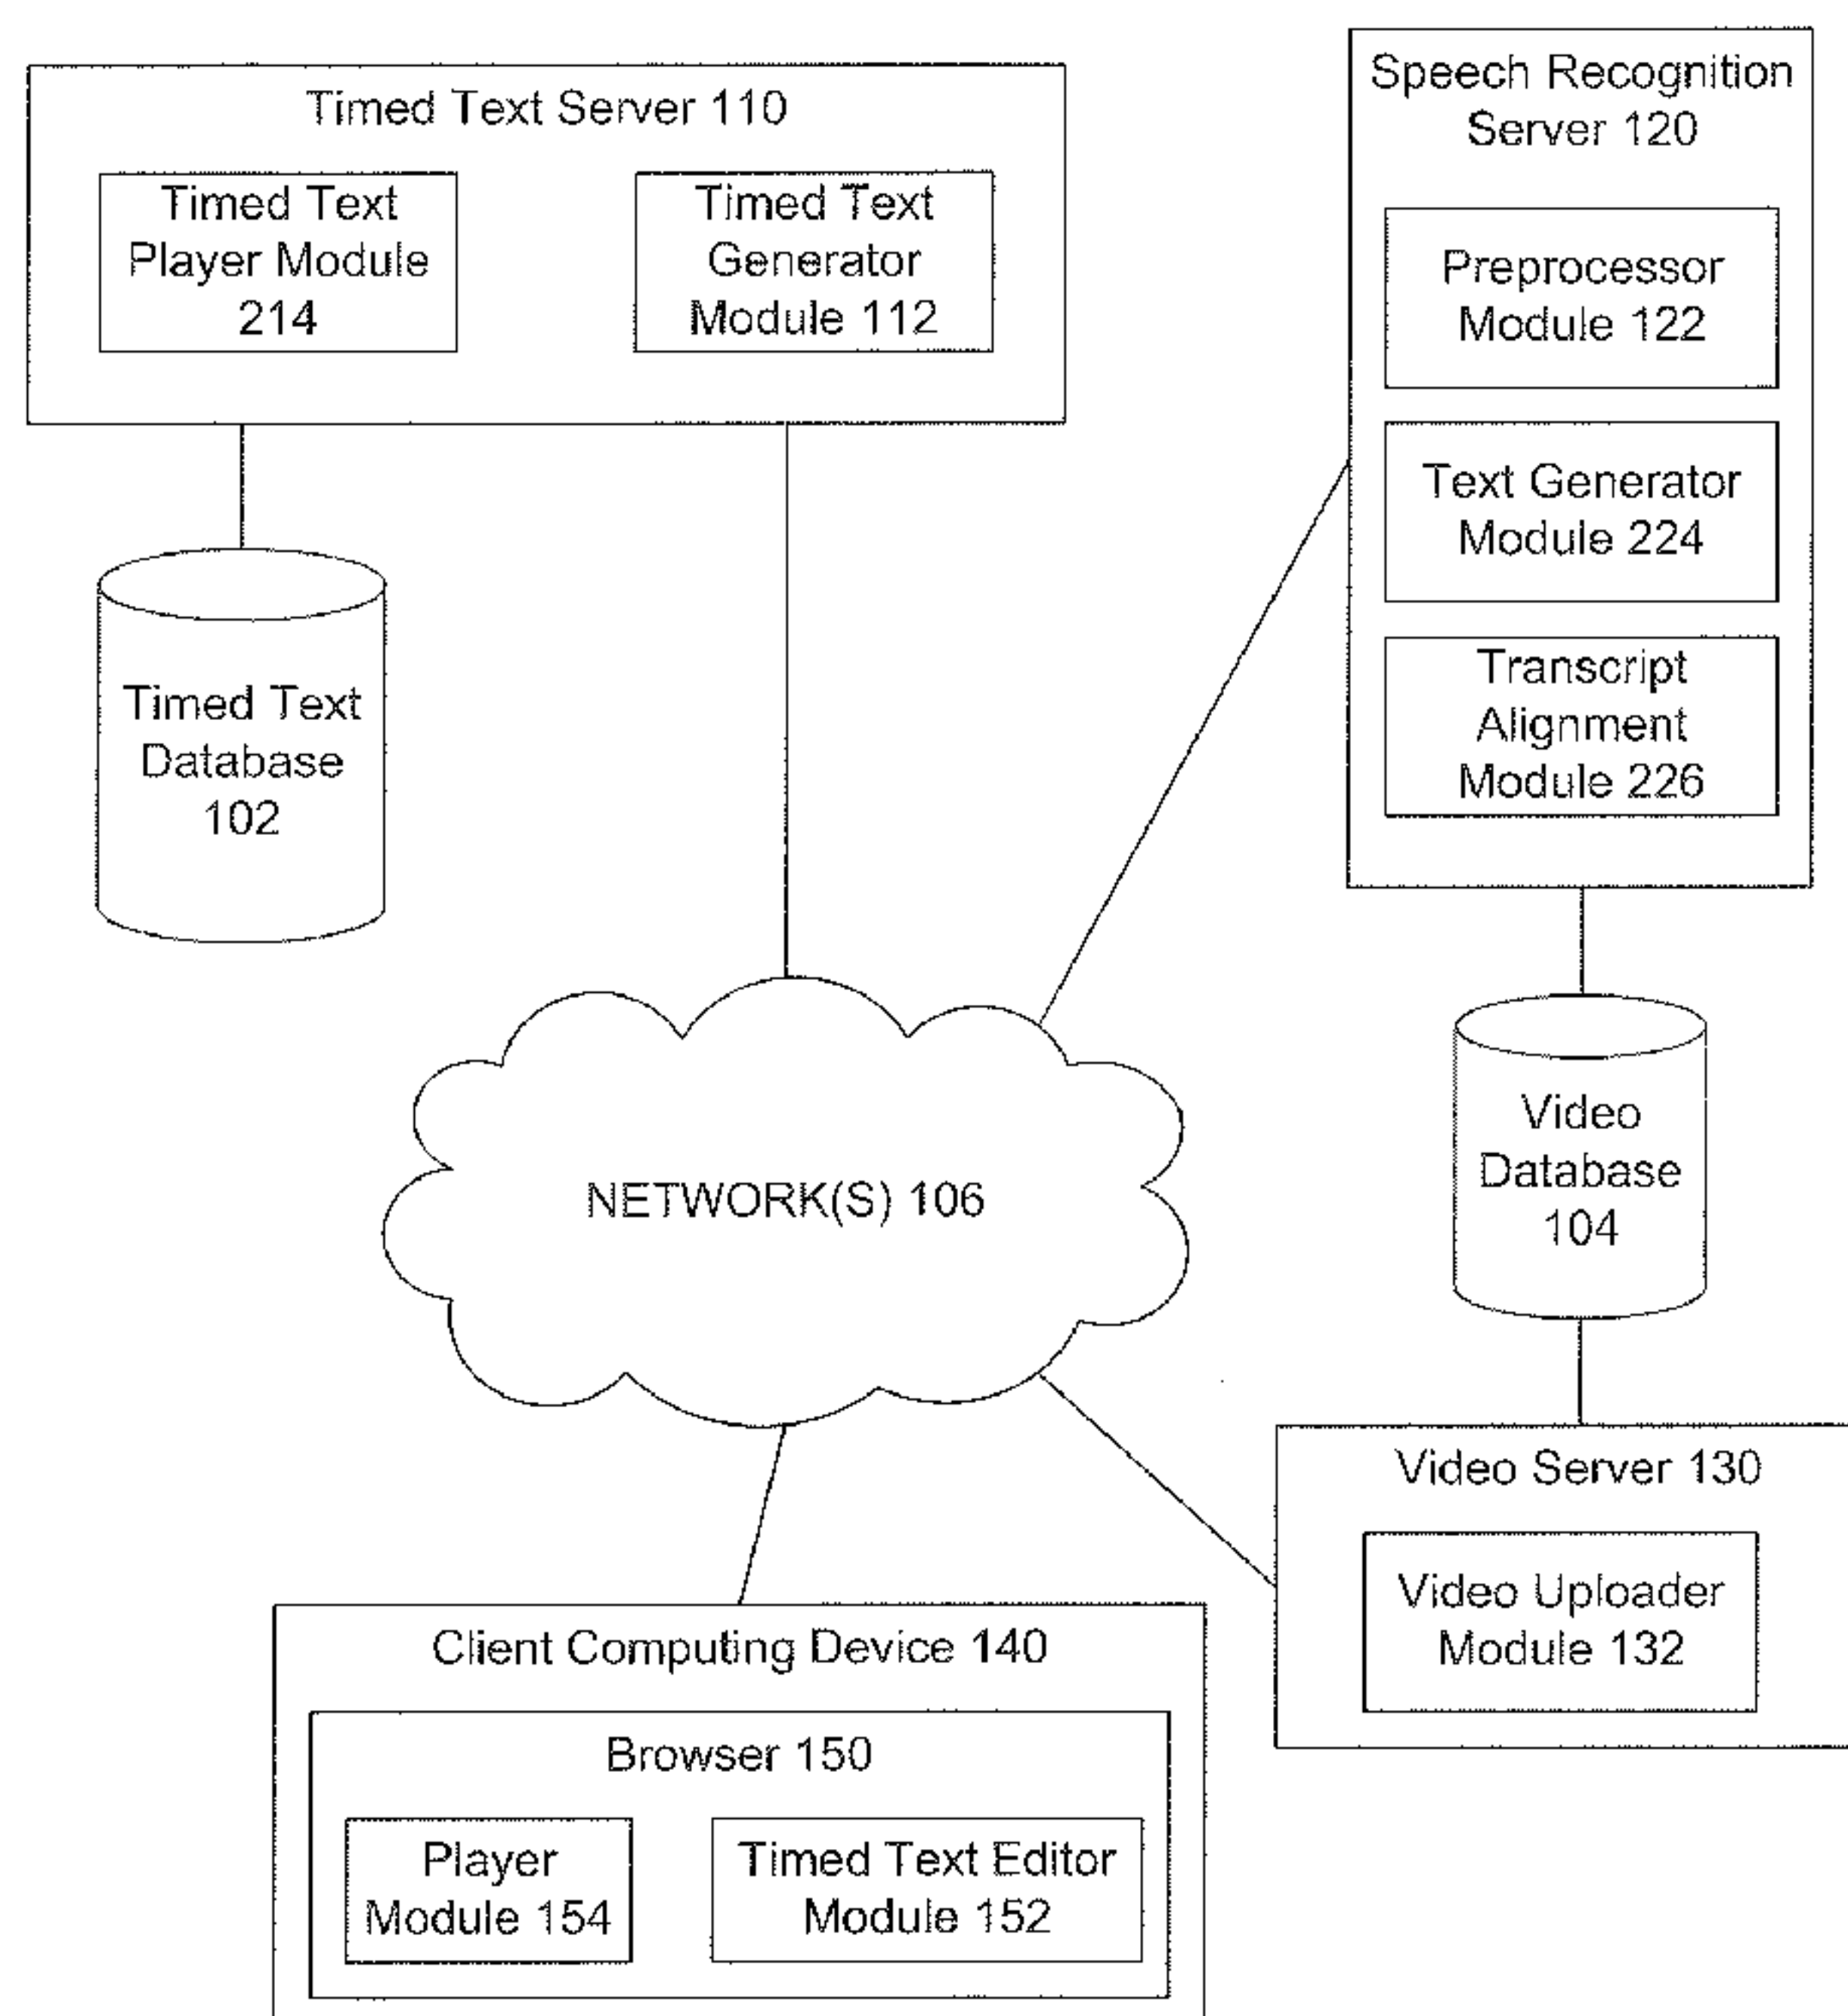 Timed Text Server 110
Timed Text
Player Module
214
Timed Text
Generator
Module 112
Speech Recognition
Server 120
Preprocessor
Module 122
Text Generator
Module 224
Transcript
Alignment
Module 226
Timed Text
Database
102
NETWORK(S) 106
Video
Database
104
Video Server 130
Video Uploader
Module 132
Client Computing Device 140
Browser 150
Player
Module 154
Timed Text Editor
Module 152